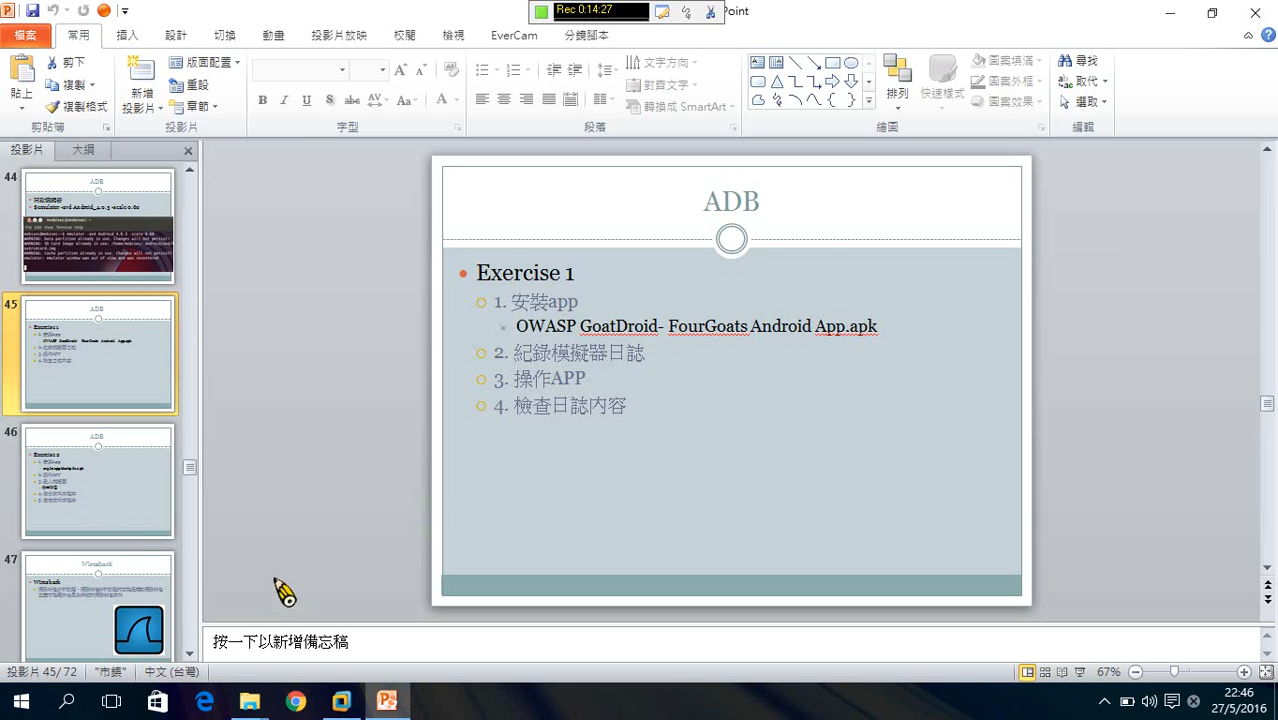 Rec 0:14:27
Point
檔案 常用 插入 設計 切換 動畫 投影片放映 校閱 檢視 EverCam 分鏡腳本
貼上
剪下
複製
複製格式
剪貼簿
新增
投影片
版面配置
重設
章節
投影片
字型
文字方向
對齊文字
轉換成 SmartArt
段落
排列
快速樣式
圖案填滿
圖案外框
圖案效果
繪圖
尋找
取代
選取
編輯
投影片 大綱
44
ADB
45
ADB
Exercise 1
46
ADB
47
Wireshark
Wireshark
ADB
Exercise 1
1. 安裝app
OWASP GoatDroid- FourGoats Android App.apk
2. 紀錄模擬器日誌
3. 操作APP
4. 檢查日誌內容
按一下以新增備忘稿
投影片 45/72 "市鎮" 中文 (台灣) 67%
22:46
27/5/2016